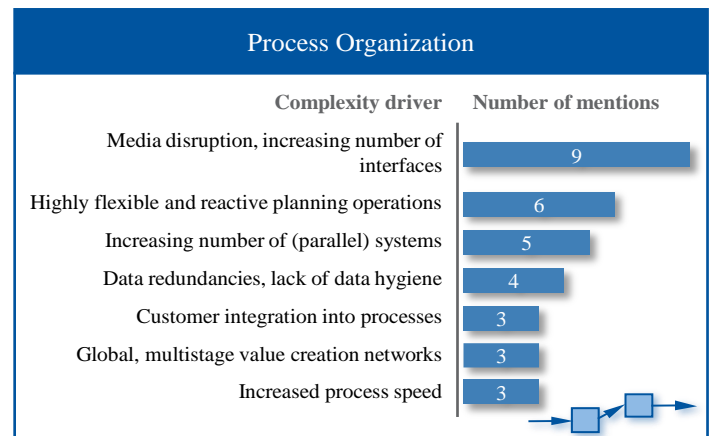 Process Organization
Complexity driver Number of mentions
Media disruption, increasing number of
interfaces
9
Highly flexible and reactive planning operations 6
Increasing number of (parallel) systems 5
Data redundancies, lack of data hygiene 4
Customer integration into processes 3
Global, multistage value creation networks 3
Increased process speed 3